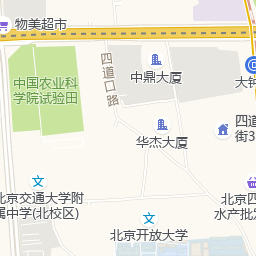 物美超市
四道口路
中鼎大厦
大钟
中国农业科
学院试验田
四道
街3
华杰大厦
北京交通大学附
属中学(北校区)
北京四
水产批发
北京开放大学